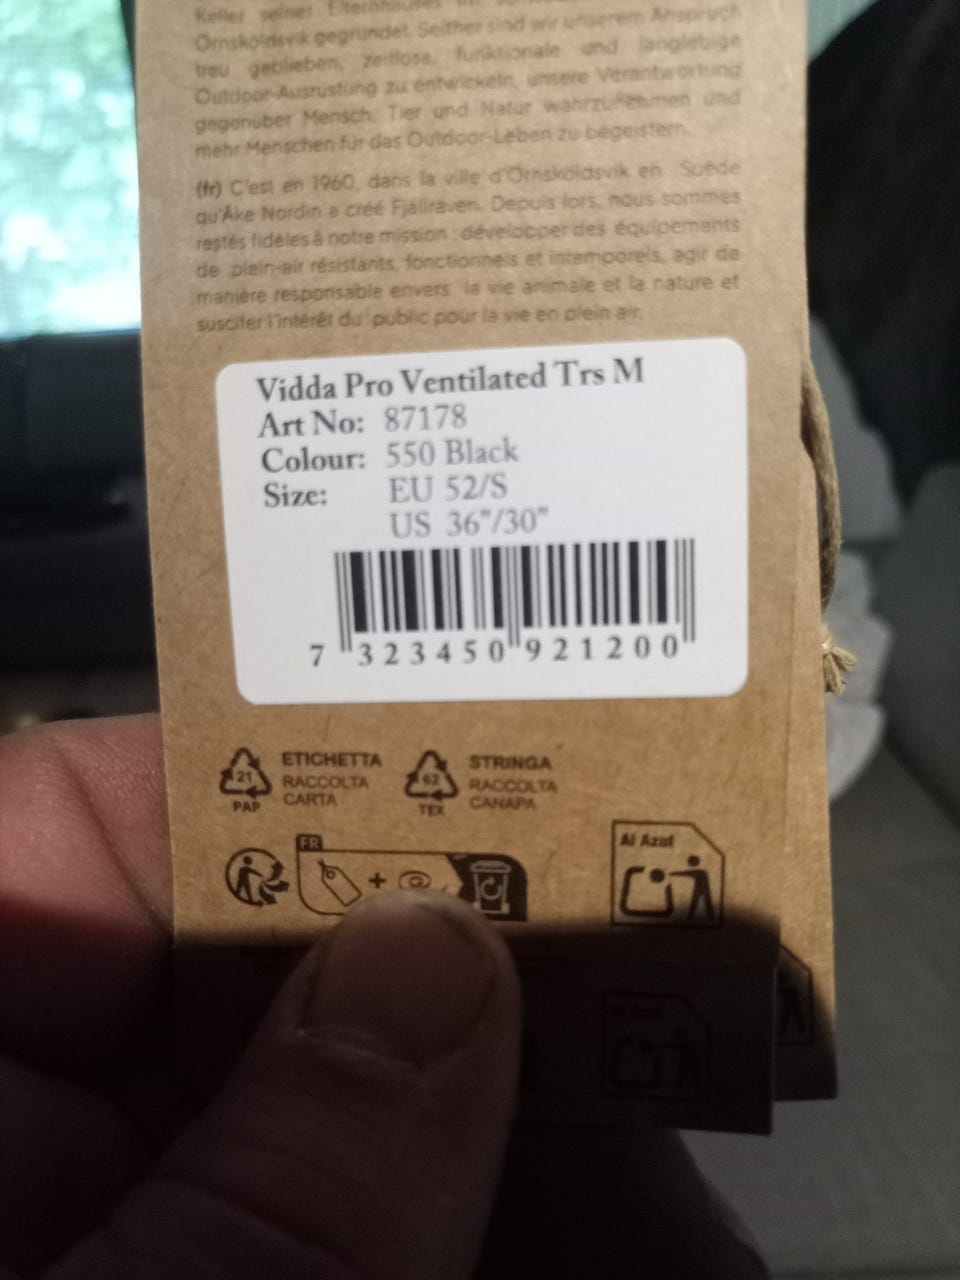 Keller seines Elternhauses im
Örnsköldsvik gegründet. Seither sind wir unserem Anspruch
treu geblieben, zeitlose, funktionale und langlebige
Outdoor-Ausrüstung zu entwickeln, unsere Verantwortung
gegenüber Mensch, Tier und Natur wahrzunehmen und
mehr Menschen für das Outdoor-Leben zu begeistern.
(fr) C'est en 1960, dans la ville d'Örnsköldsvik en Suède
qu'Åke Nordin a créé Fjällräven. Depuis lors, nous sommes
restés fidèles à notre mission : développer des équipements
de plein-air résistants, fonctionnels et intemporels, agir de
manière responsable envers la vie animale et la nature et
susciter l'intérêt du public pour la vie en plein air.
Vidda Pro Ventilated Trs M
Art No: 87178
Colour: 550 Black
Size: EU 52/S
US 36"/30"
7 323450 921200
ETICHETTA
RACCOLTA
CARTA
21
PAP
STRINGA
RACCOLTA
CANAPA
62
TEX
FR
+
Al Azul